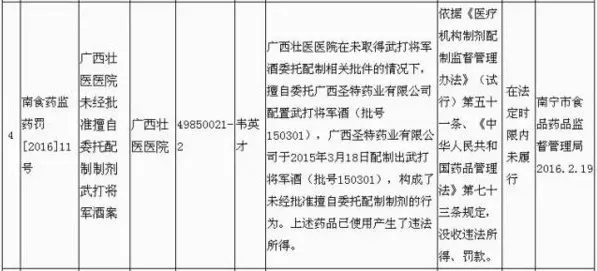 4
南食药监
药罚
[2016]11
号
广西壮
医医院
未经批
准擅自
委托配
制制剂
武打将
军酒案
广西壮
医医院
49850021-
2
韦英
才
广西壮医医院在未取得武打将军
酒委托配制相关批件的情况下，
擅自委托广西圣特药业有限公司
配置武打将军酒（批号
150301），广西圣特药业有限公
司于2015年3月18日配制出武打
将军酒（批号150301），构成了
未经批准擅自委托配制制剂的行
为。上述药品已使用产生了违法
所得。
依据《医疗
机构制剂配
制监督管理
办法》（试
行）第五十
一条、《中
华人民共和
国药品管理
法》第七十
三条规定，
没收违法所
得、罚款。
在法
定时
限内
未履
行
南宁市食
品药品监
督管理局
2016.2.19